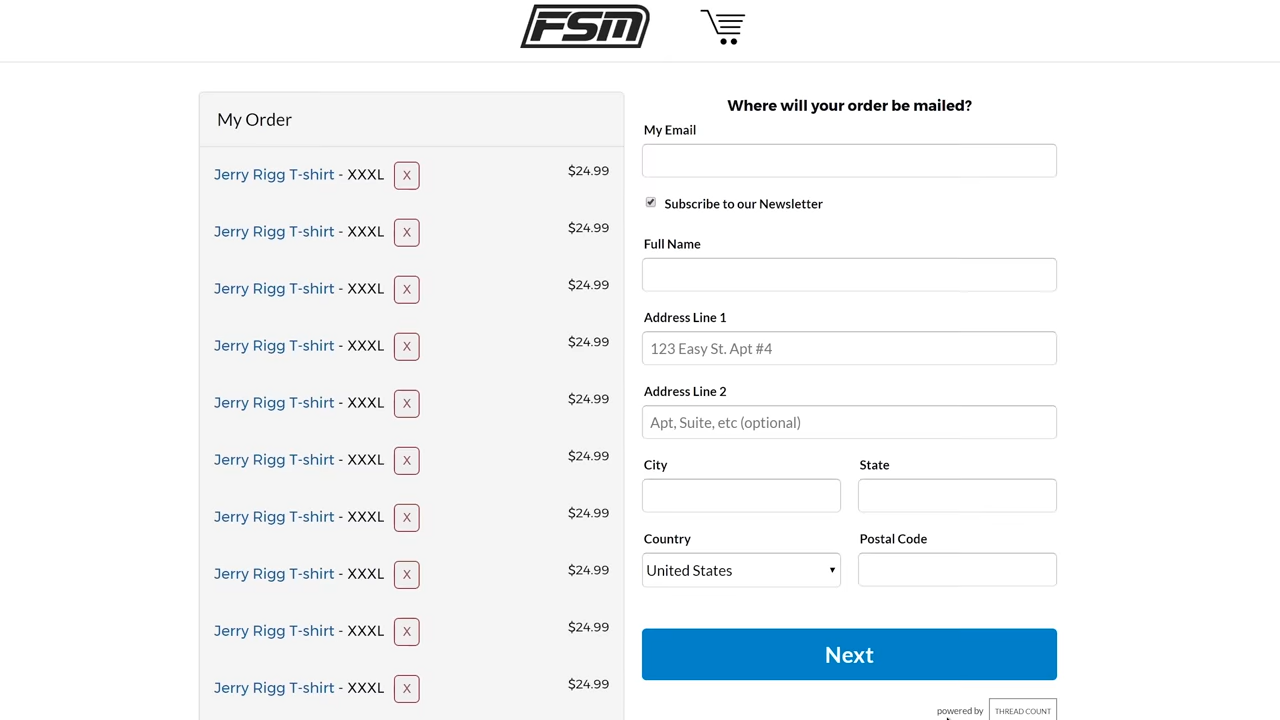 FSM
My Order
Jerry Rigg T-shirt - XXXL X $24.99
Jerry Rigg T-shirt - XXXL X $24.99
Jerry Rigg T-shirt - XXXL X $24.99
Jerry Rigg T-shirt - XXXL X $24.99
Jerry Rigg T-shirt - XXXL X $24.99
Jerry Rigg T-shirt - XXXL X $24.99
Jerry Rigg T-shirt - XXXL X $24.99
Jerry Rigg T-shirt - XXXL X $24.99
Jerry Rigg T-shirt - XXXL X $24.99
Jerry Rigg T-shirt - XXXL X $24.99
Where will your order be mailed?
My Email
Subscribe to our Newsletter
Full Name
Address Line 1
123 Easy St. Apt #4
Address Line 2
Apt, Suite, etc (optional)
City State
Country Postal Code
United States
Next
powered by THREAD COUNT